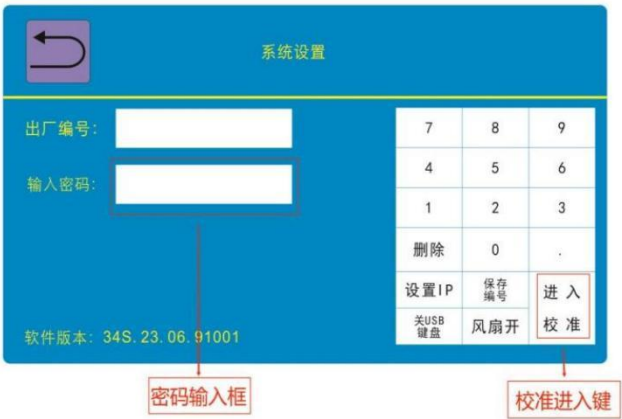 系统设置
出厂编号:
输入密码:
7 8 9
4 5 6
1 2 3
删除 0 .
设置IP 保存编号 进入校准
关USB键盘 风扇开
软件版本: 34S.23.06.91001
密码输入框
校准进入键